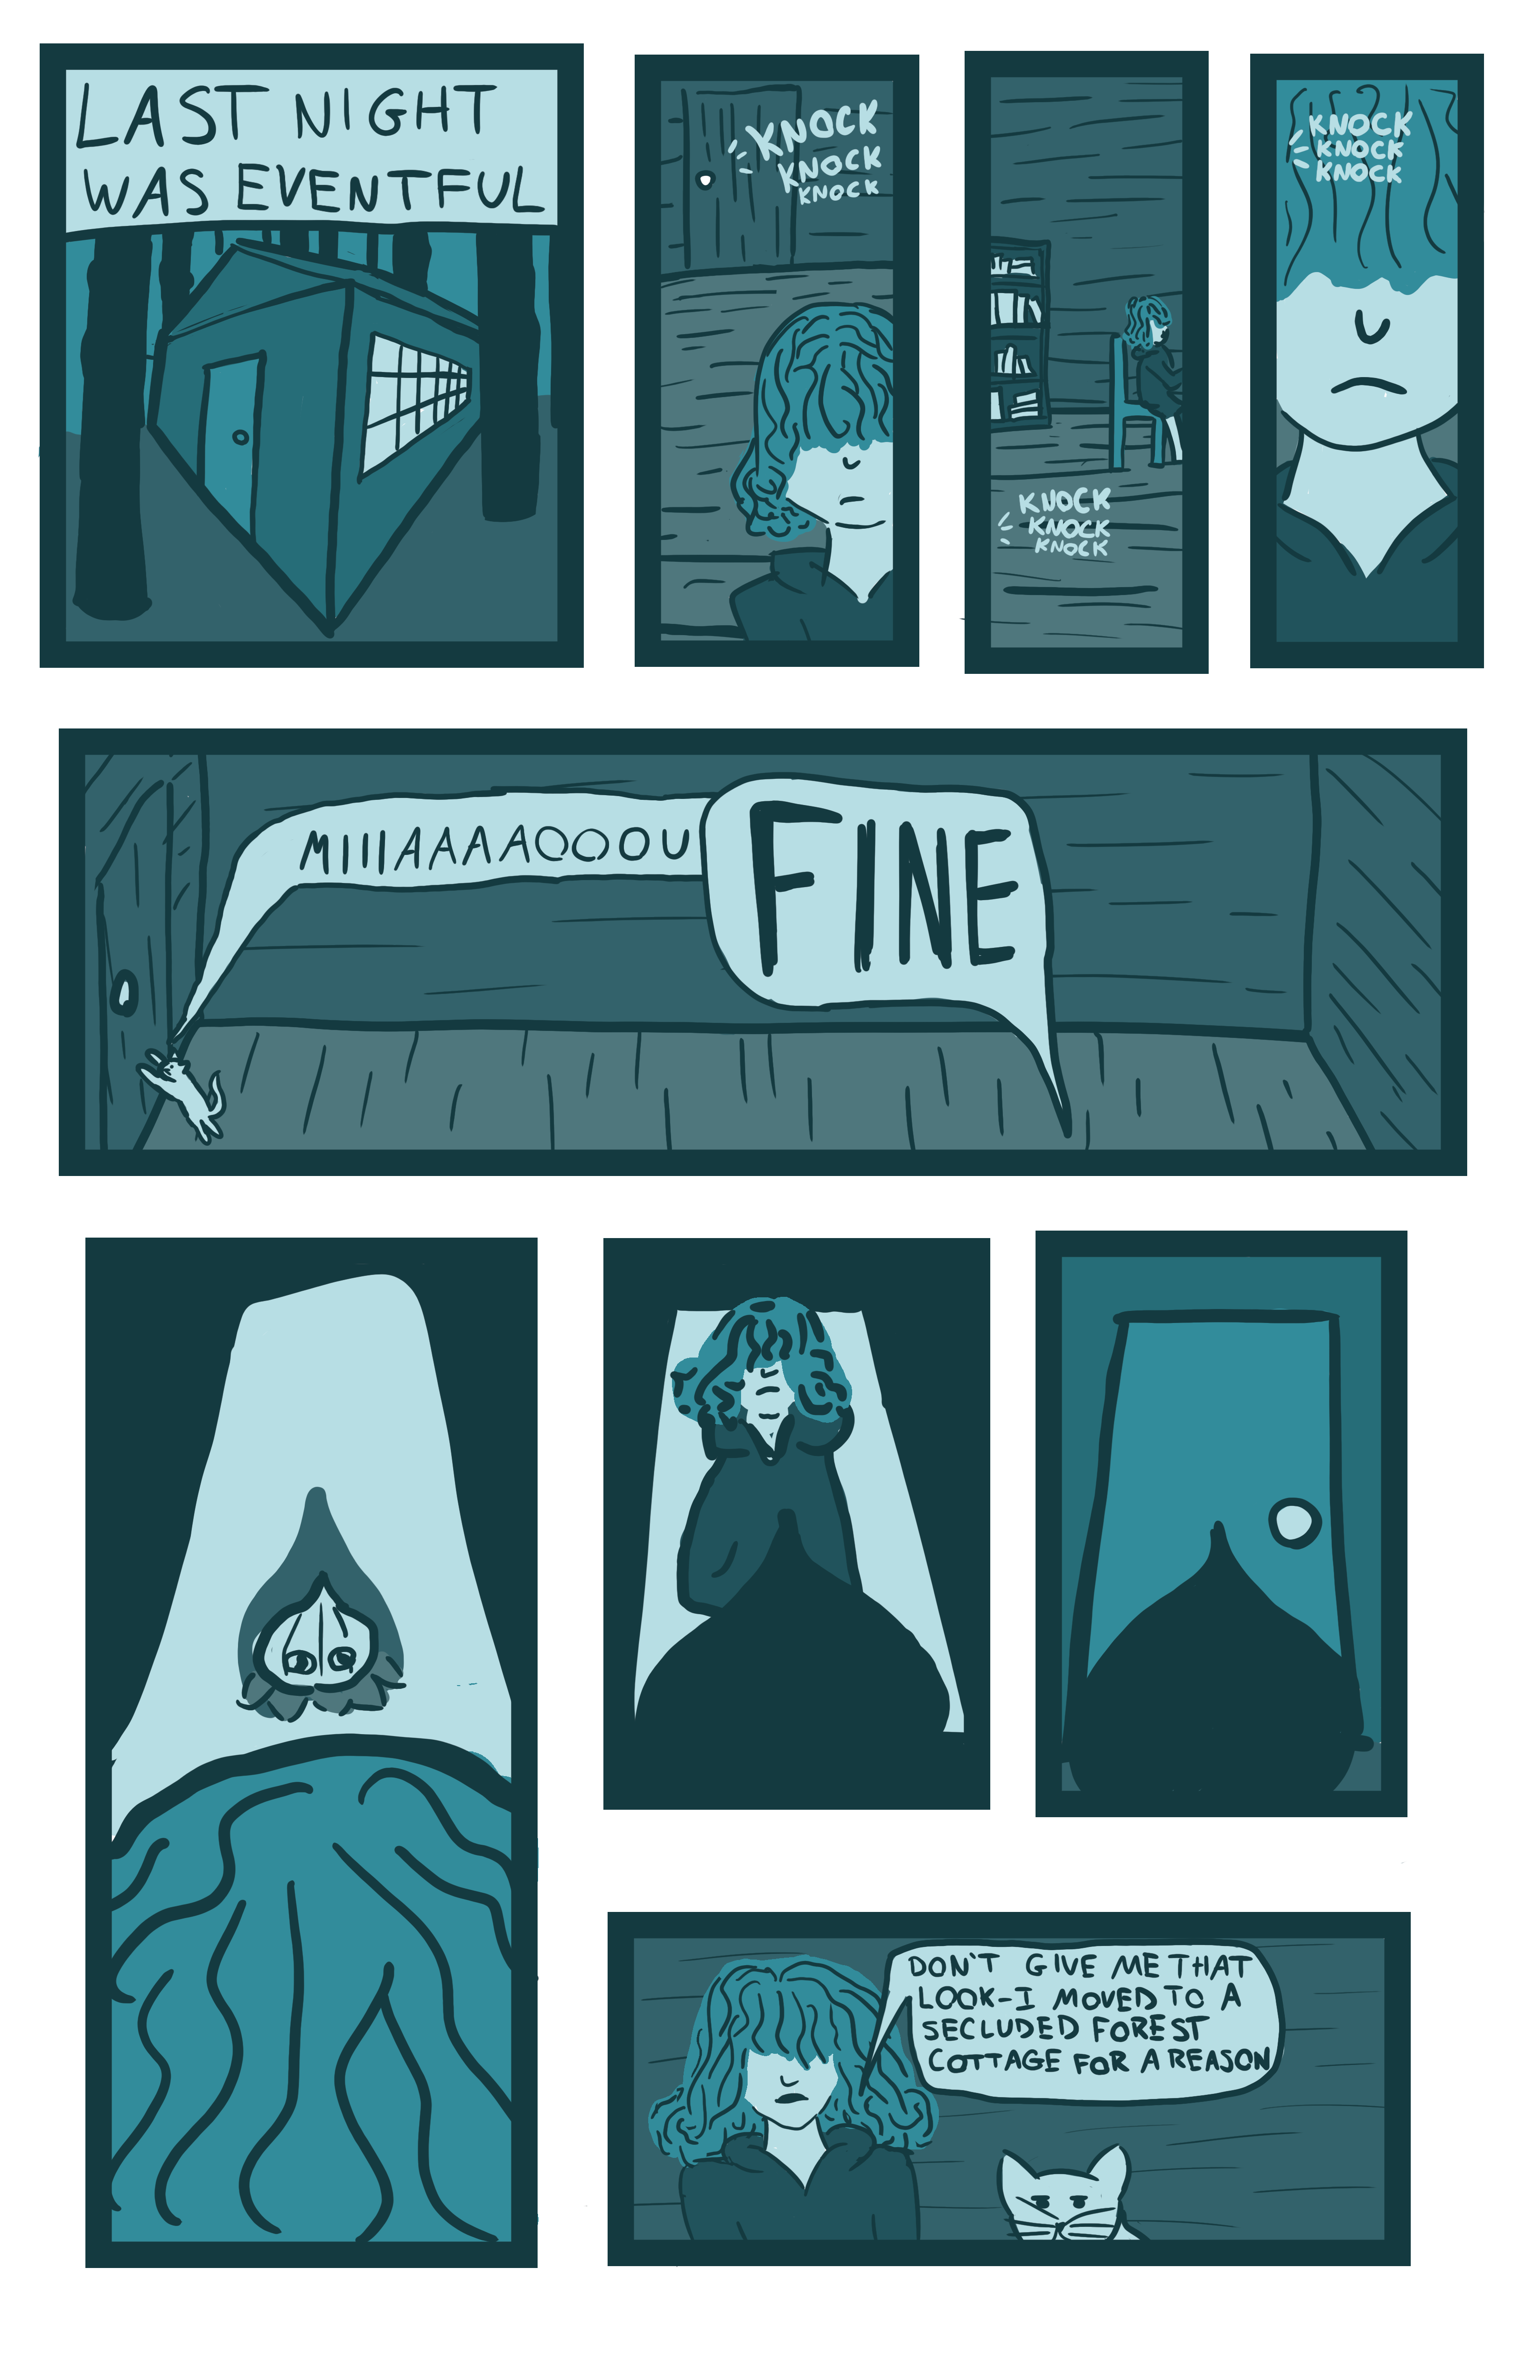 LAST NIGHT
WAS EVENTFUL
KNOCK
KNOCK
KNOCK
KNOCK
KNOCK
KNOCK
KNOCK
KNOCK
KNOCK
MIIIAAAAOOOOU
FINE
DON'T GIVE ME THAT
LOOK-I MOVED TO A
SECLUDED FOREST
COTTAGE FOR A REASON